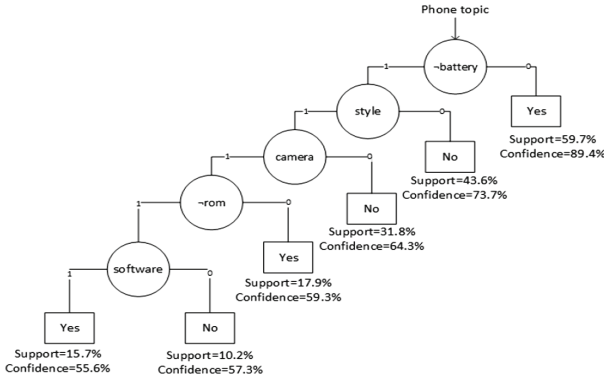 Phone topic
¬battery
1
0
style
Yes
1
0
Support=59.7%
Confidence=89.4%
camera
No
1
0
Support=43.6%
Confidence=73.7%
¬rom
No
1
0
Support=31.8%
Confidence=64.3%
software
Yes
1
0
Support=17.9%
Confidence=59.3%
Yes
No
Support=15.7%
Confidence=55.6%
Support=10.2%
Confidence=57.3%